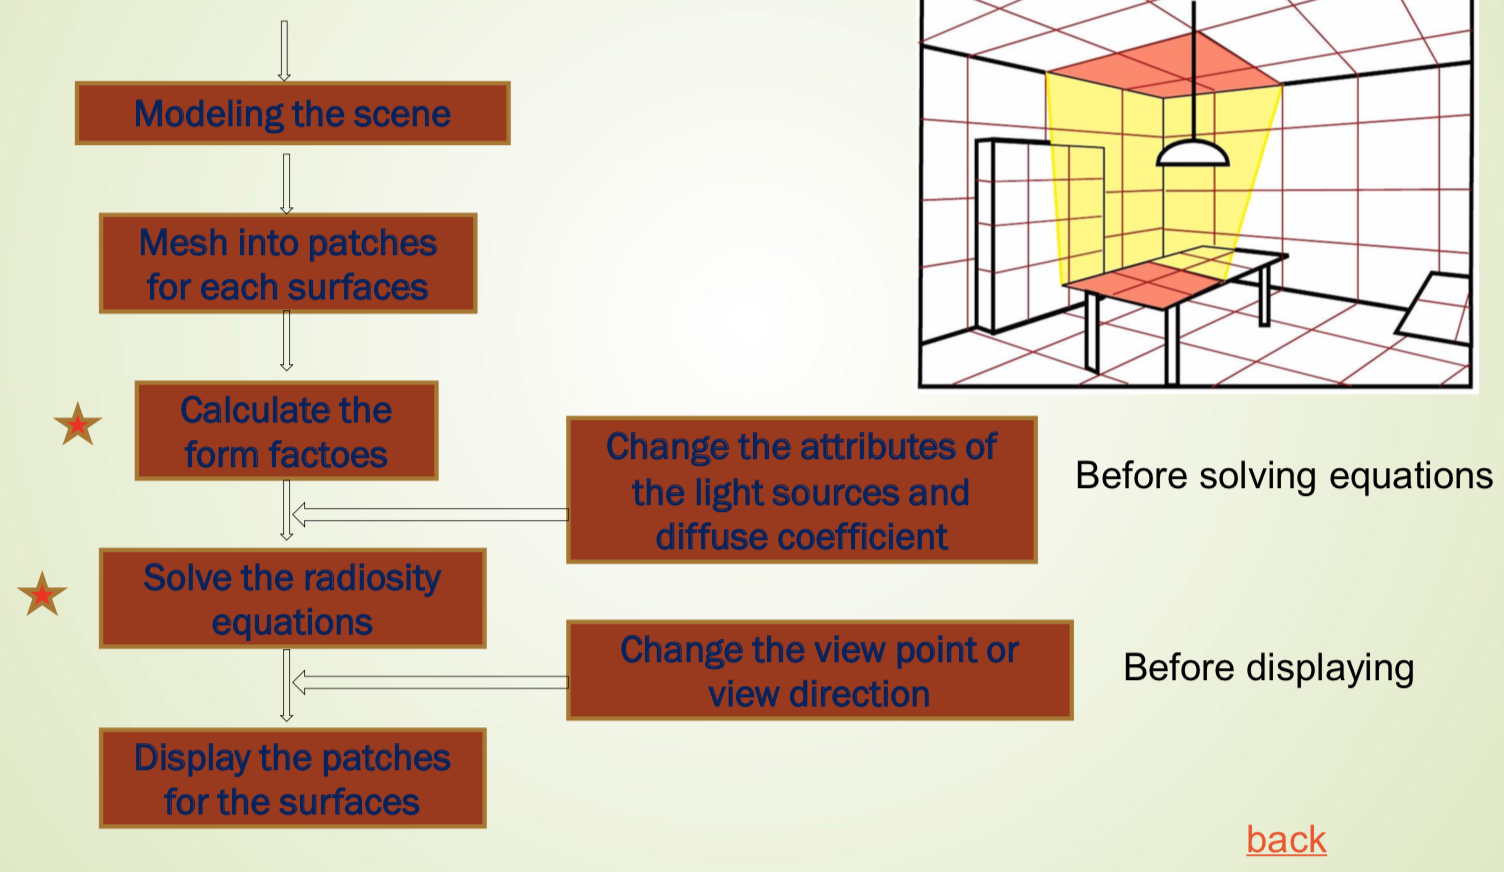 Modeling the scene
Mesh into patches
for each surfaces
Calculate the
form factoes
Change the attributes of
the light sources and
diffuse coefficient
Before solving equations
Solve the radiosity
equations
Change the view point or
view direction
Before displaying
Display the patches
for the surfaces
back